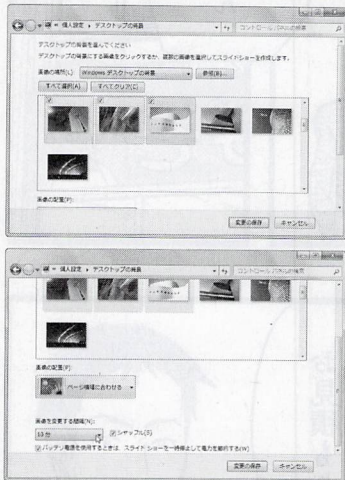 個人設定 ▸ デスクトップの背景
コントロール パネルの検索
デスクトップの背景を選んでください
デスクトップの背景にする画像をクリックするか、複数の画像を選択してスライドショーを作成します。
画像の場所(L): Windows デスクトップの背景 参照(B)...
すべて選択(A) すべてクリア(C)
画像の配置(P):
変更の保存 キャンセル
個人設定 ▸ デスクトップの背景
コントロール パネルの検索
画像の配置(P):
ページ横幅に合わせる
画像を変更する間隔(N):
10 分 シャッフル(S)
バッテリ電源を使用するときは、スライド ショーを一時停止して電力を節約する(W)
変更の保存 キャンセル